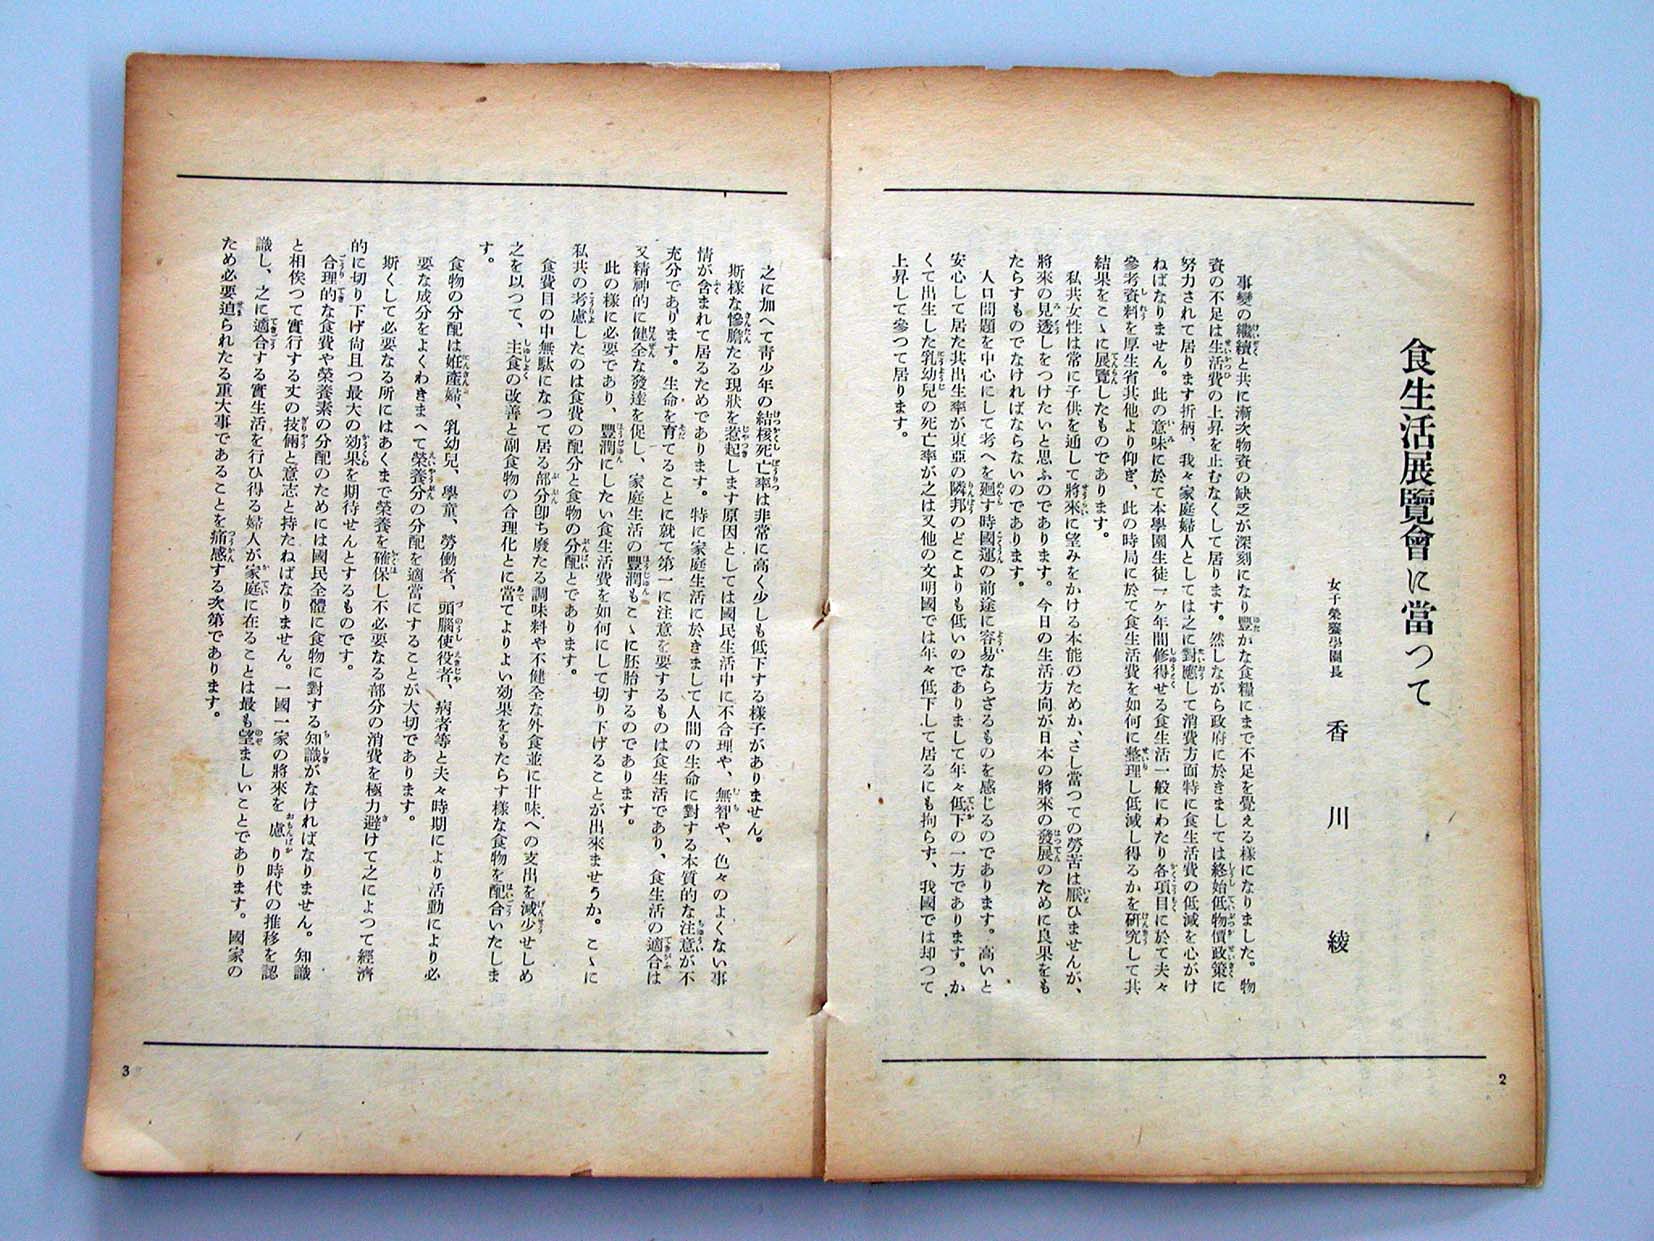 食生活展覽會に當つて
女子榮養學園長　香川　綾
事變の繼續と共に漸次物資の缺乏が深刻になり豐かな食糧にまで不足を覺える樣になりました。物
資の不足は生活費の上昇を止むなくして居ります。然しながら政府に於きましては終始低物價政策に
努力されて居ります折柄、我々家庭婦人としては之に對應して消費方面特に食生活費の低減を心がけ
ねばなりません。此の意味に於て本學園生徒一ヶ年間修得せる食生活一般にわたり各項目に於て夫々
參考資料を厚生省其他より仰ぎ、此の時局に於て食生活費を如何に整理し低減し得るかを研究して其
結果をこゝに展覽したものであります。
私共女性は常に子供を通して將來に望みをかける本能のためか、さし當つての勞苦は厭ひませんが、
將來の見透しをつけたいと思ふのであります。今日の生活方向が日本の將來の發展のために良果をも
たらすものでなければならないのであります。
人口問題を中心にして考へを廻す時國運の前途に容易ならざるものを感じるのであります。高いと
安心して居た共出生率が東亞の隣邦のどこよりも低いのでありまして年々低下の一方であります。か
くて出生した乳幼兒の死亡率が之は又他の文明國では年々低下して居るにも拘らず、我國では却つて
上昇して參つて居ります。
2
之に加へて靑少年の結核死亡率は非常に高く少しも低下する樣子がありません。
斯樣な慘膽たる現狀を惹起します原因としては國民生活中に不合理や、無智や、色々のよくない事
情が含まれて居るためであります。特に家庭生活に於きまして人間の生命に對する本質的な注意が不
充分であります。生命を育てることに就て第一に注意を要するものは食生活であり、食生活の適合は
又精神的に健全な發達を促し、家庭生活の豐潤もこゝに胚胎するのであります。
此の樣に必要であり、豐潤にしたい食生活費を如何にして切り下げることが出來ませうか。こゝに
私共の考慮したのは食費の配分と食物の分配とであります。
食費目の中無駄になつて居る部分卽ち廢たる調味料や不健全な外食並に甘味への支出を減少せしめ
之を以つて、主食の改善と副食物の合理化とに當てよりよい効果をもたらす樣な食物を配合いたしま
す。
食物の分配は姙產婦、乳幼兒、學童、勞働者、頭腦使役者、病者等と夫々時期により活動により必
要な成分をよくわきまへて榮養分の分配を適當にすることが大切であります。
斯くして必要なる所にはあくまで榮養を確保し不必要なる部分の消費を極力避けて之によつて經濟
的に切り下げ尙且つ最大の効果を期待せんとするものです。
合理的な食費や榮養素の分配のためには國民全體に食物に對する知識がなければなりません。知識
と相俟つて實行する丈の技倆と意志と持たねばなりません。一國一家の將來を慮り時代の推移を認
識し、之に適合する實生活を行ひ得る婦人が家庭に在ることは最も望ましいことであります。國家の
ため必要迫られたる重大事であることを痛感する次第であります。
3